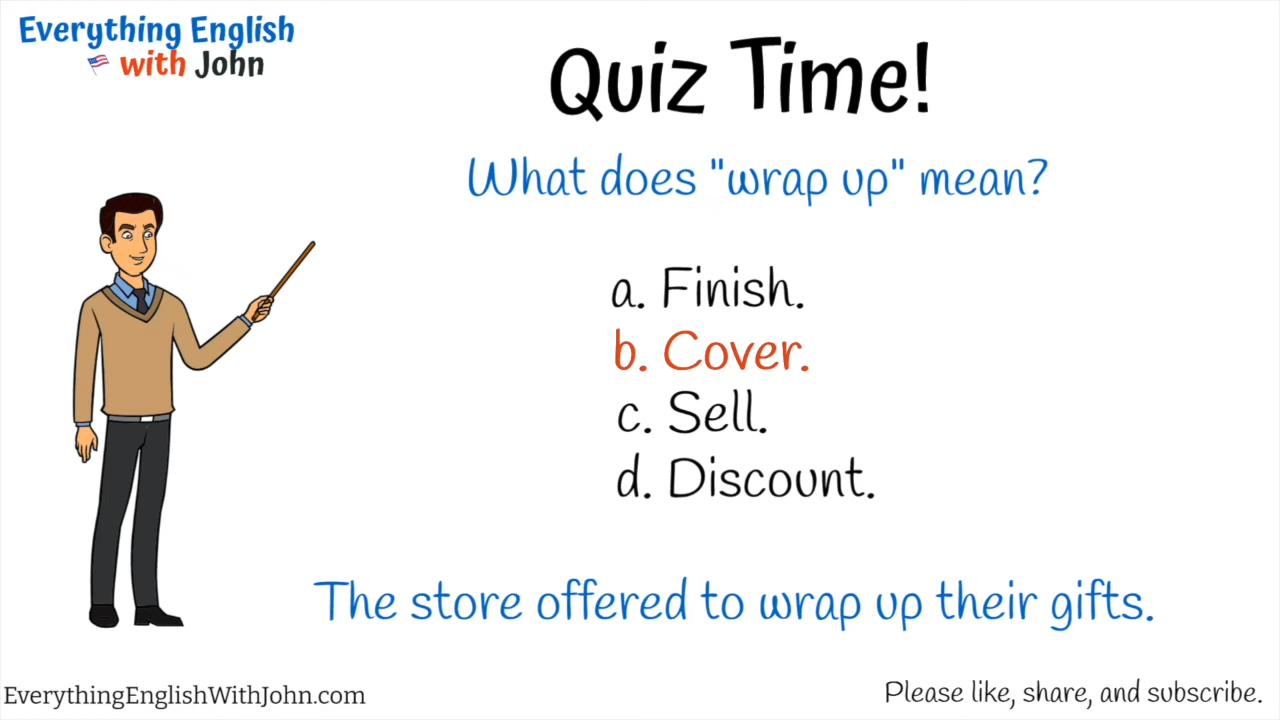 Everything English
with John
Quiz Time!
What does "wrap up" mean?
a. Finish.
b. Cover.
c. Sell.
d. Discount.
The store offered to wrap up their gifts.
EverythingEnglishWithJohn.com
Please like, share, and subscribe.